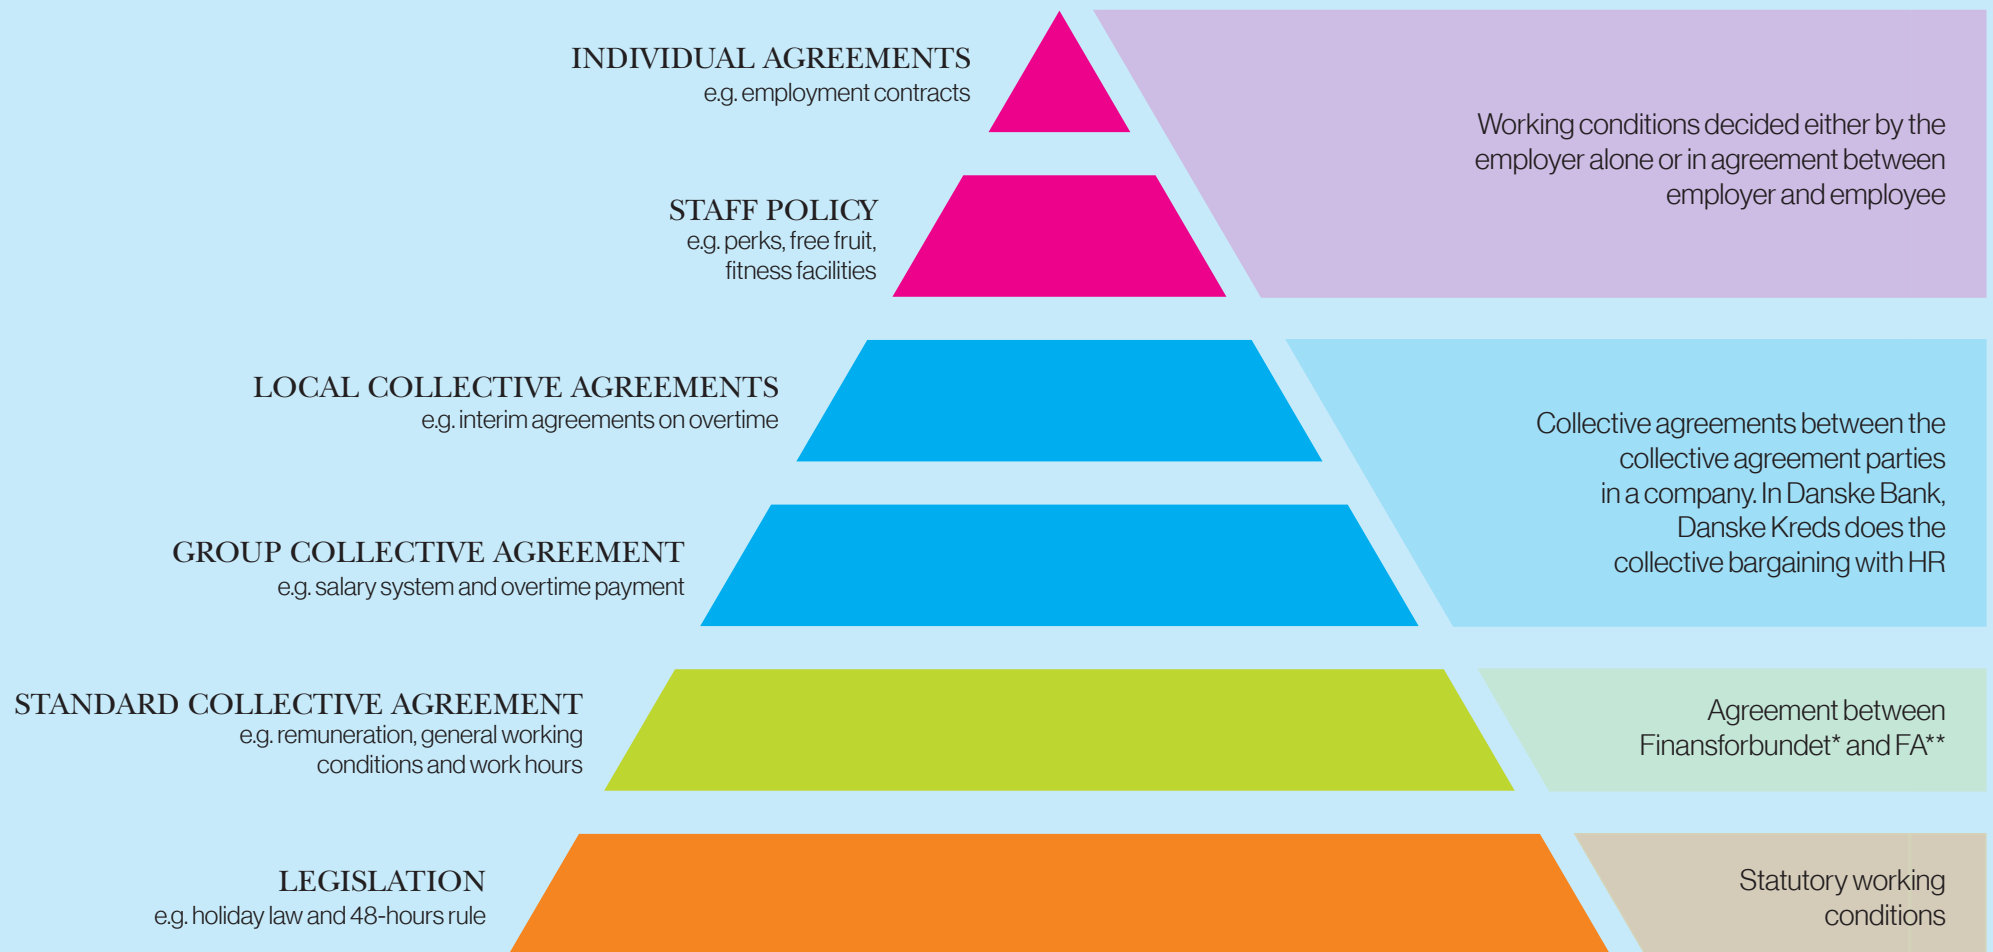 INDIVIDUAL AGREEMENTS
e.g. employment contracts
Working conditions decided either by the
employer alone or in agreement between
employer and employee
STAFF POLICY
e.g. perks, free fruit,
fitness facilities
LOCAL COLLECTIVE AGREEMENTS
e.g. interim agreements on overtime
Collective agreements between the
collective agreement parties
in a company. In Danske Bank,
Danske Kreds does the
collective bargaining with HR
GROUP COLLECTIVE AGREEMENT
e.g. salary system and overtime payment
STANDARD COLLECTIVE AGREEMENT
e.g. remuneration, general working
conditions and work hours
Agreement between
Finansforbundet* and FA**
LEGISLATION
e.g. holiday law and 48-hours rule
Statutory working
conditions